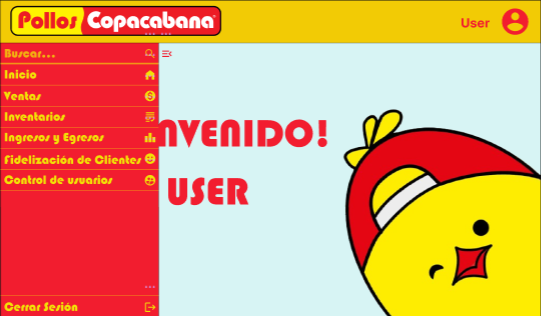 Pollos Copacabana
User
Buscar...
Inicio
Ventas
Inventarios
Ingresos y Egresos
Fidelización de Clientes
Control de usuarios
Cerrar Sesión
NVENIDO!
USER